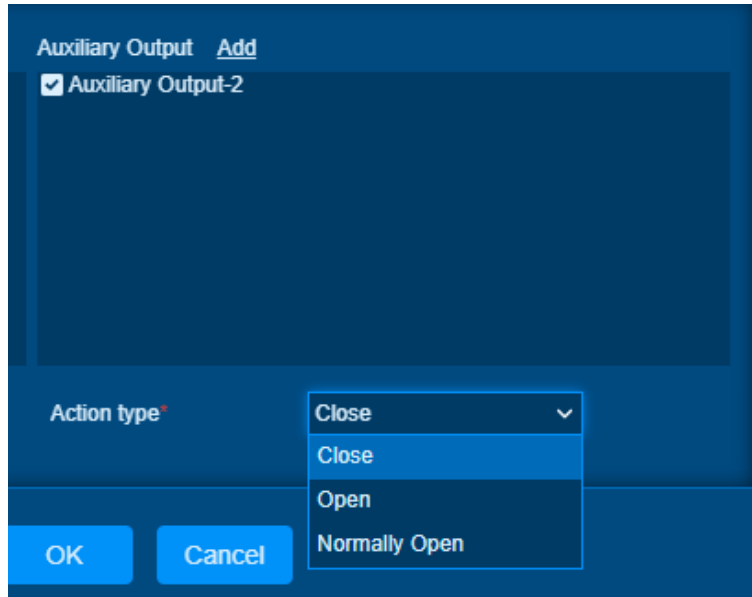 Auxiliary Output Add
Auxiliary Output-2
Action type* Close
Close
Open
Normally Open
OK Cancel